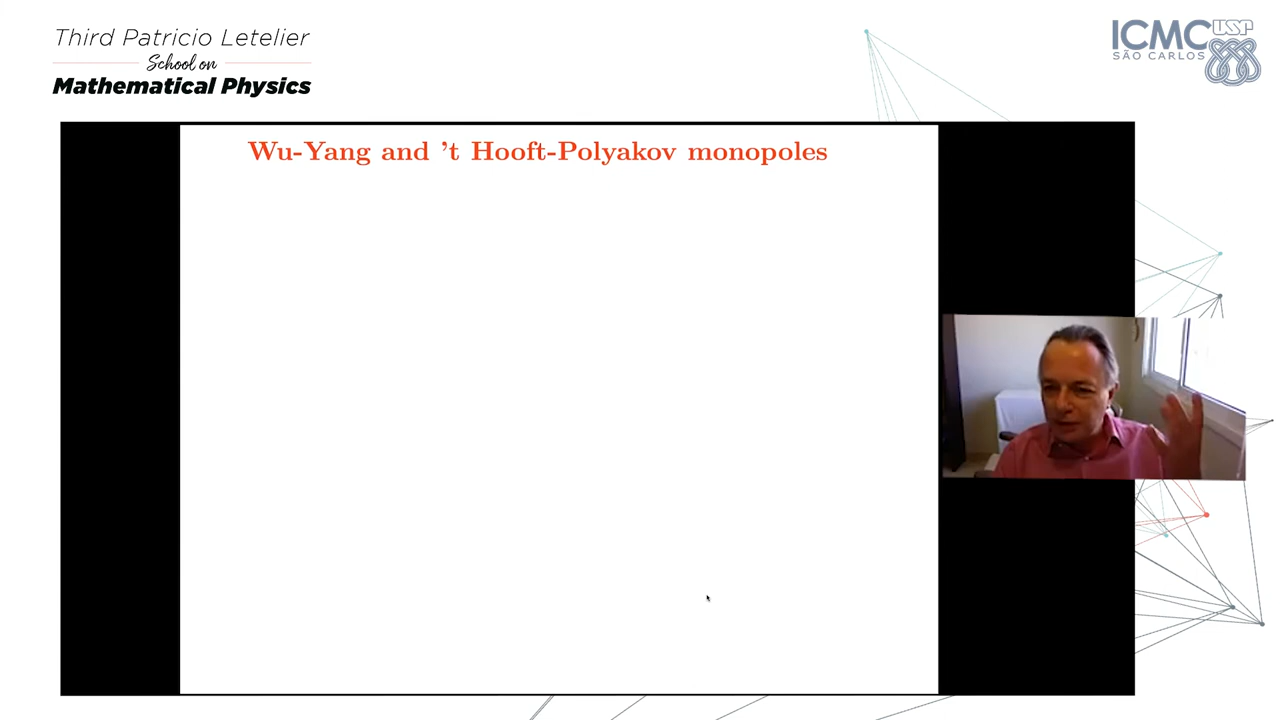 Third Patricio Letelier
School on
Mathematical Physics
ICMC USP
SÃO CARLOS
Wu-Yang and ’t Hooft-Polyakov monopoles